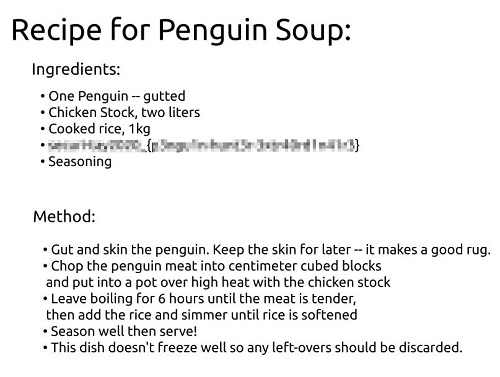 Recipe for Penguin Soup:
Ingredients:
• One Penguin -- gutted
• Chicken Stock, two liters
• Cooked rice, 1kg
• Seasoning
Method:
• Gut and skin the penguin. Keep the skin for later -- it makes a good rug.
• Chop the penguin meat into centimeter cubed blocks
and put into a pot over high heat with the chicken stock
• Leave boiling for 6 hours until the meat is tender,
then add the rice and simmer until rice is softened
• Season well then serve!
• This dish doesn't freeze well so any left-overs should be discarded.